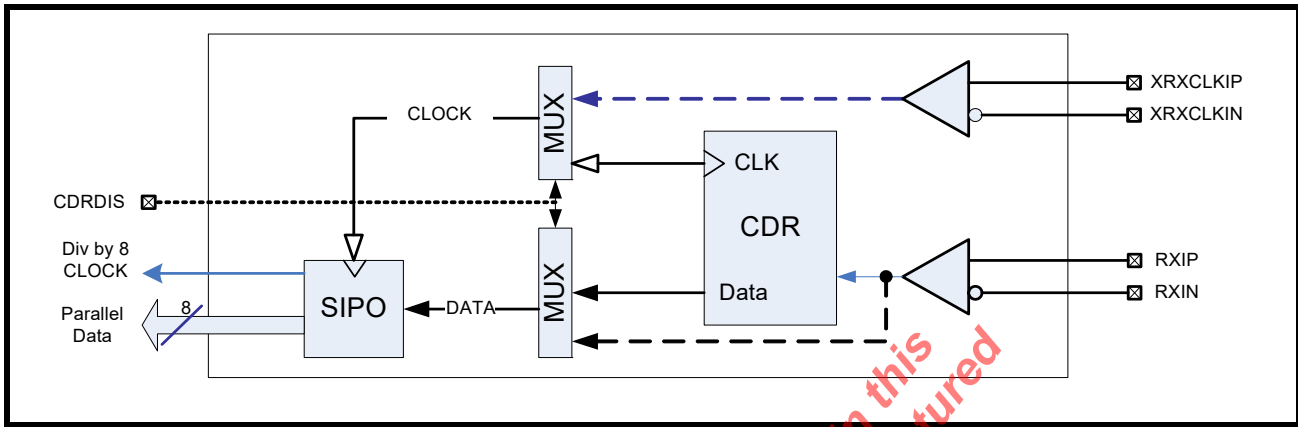 XRXCLKIP
XRXCLKIN
MUX
CLOCK
CLK
CDR
Data
CDRDIS
MUX
Div by 8
CLOCK
SIPO
DATA
RXIP
RXIN
8
Parallel
Data
in this
tured